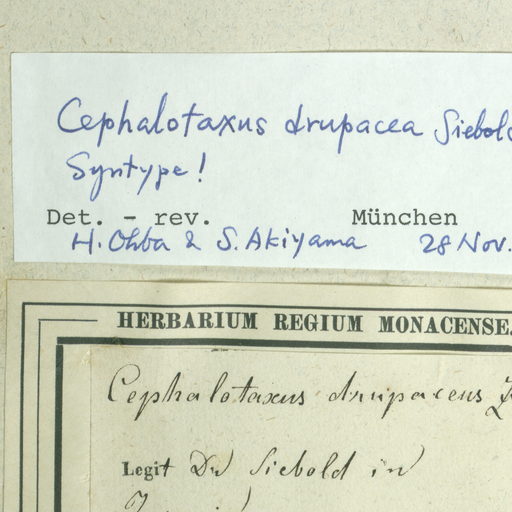 Cephalotaxus drupacea Siebold
Syntype!
Det. - rev. München
H. Ohba & S. Akiyama 28 Nov.
HERBARIUM REGIUM MONACENSE.
Cephalotaxus drupaceus
Legit Dr Siebold in